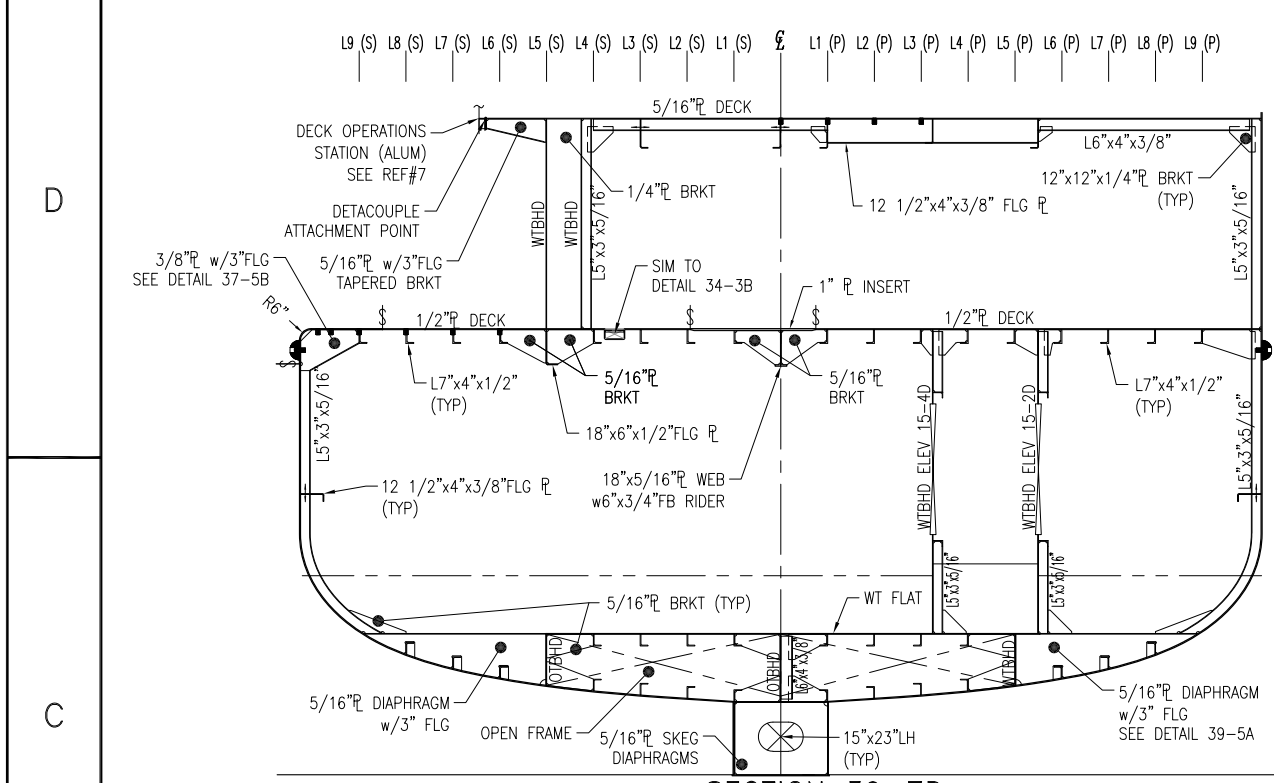 L9 (S) L8 (S) L7 (S) L6 (S) L5 (S) L4 (S) L3 (S) L2 (S) L1 (S) ℄ L1 (P) L2 (P) L3 (P) L4 (P) L5 (P) L6 (P) L7 (P) L8 (P) L9 (P)
5/16"℄ DECK
DECK OPERATIONS
STATION (ALUM)
SEE REF#7
DETACOUPLE
ATTACHMENT POINT
5/16"℄ w/3"FLG
TAPERED BRKT
3/8"℄ w/3"FLG
SEE DETAIL 37-5B
WTBHD
WTBHD
L5"x3"x5/16"
1/4"℄ BRKT
SIM TO
DETAIL 34-3B
12 1/2"x4"x3/8" FLG ℄
L6"x4"x3/8"
12"x12"x1/4"℄ BRKT
(TYP)
L5"x3"x5/16"
1" ℄ INSERT
R6"
1/2"℄ DECK
1/2"℄ DECK
D
L5"x3"x5/16"
L7"x4"x1/2"
(TYP)
5/16"℄
BRKT
5/16"℄
BRKT
L7"x4"x1/2"
(TYP)
18"x6"x1/2"FLG ℄
18"x5/16"℄ WEB
w6"x3/4"FB RIDER
12 1/2"x4"x3/8"FLG ℄
(TYP)
WTBHD ELEV 15-4D
WTBHD ELEV 15-2D
L5"x3"x5/16"
L5"x3"x5/16"
L5"x3"x5/16"
5/16"℄ BRKT (TYP)
WT FLAT
OTBHD
OTBHD
L6"x4"x3/8"
WTBHD
5/16"℄ DIAPHRAGM
w/3" FLG
OPEN FRAME
5/16"℄ SKEG
DIAPHRAGMS
15"x23"LH
(TYP)
5/16"℄ DIAPHRAGM
w/3" FLG
SEE DETAIL 39-5A
C